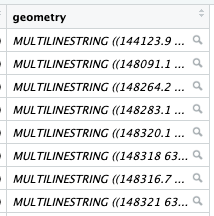 geometry
MULTILINESTRING ((144123.9 ...
MULTILINESTRING ((148091.1 ...
MULTILINESTRING ((148264.2 ...
MULTILINESTRING ((148283.1 ...
MULTILINESTRING ((148320.1 ...
MULTILINESTRING ((148318 63...
MULTILINESTRING ((148316.7 ...
MULTILINESTRING ((148321 63...